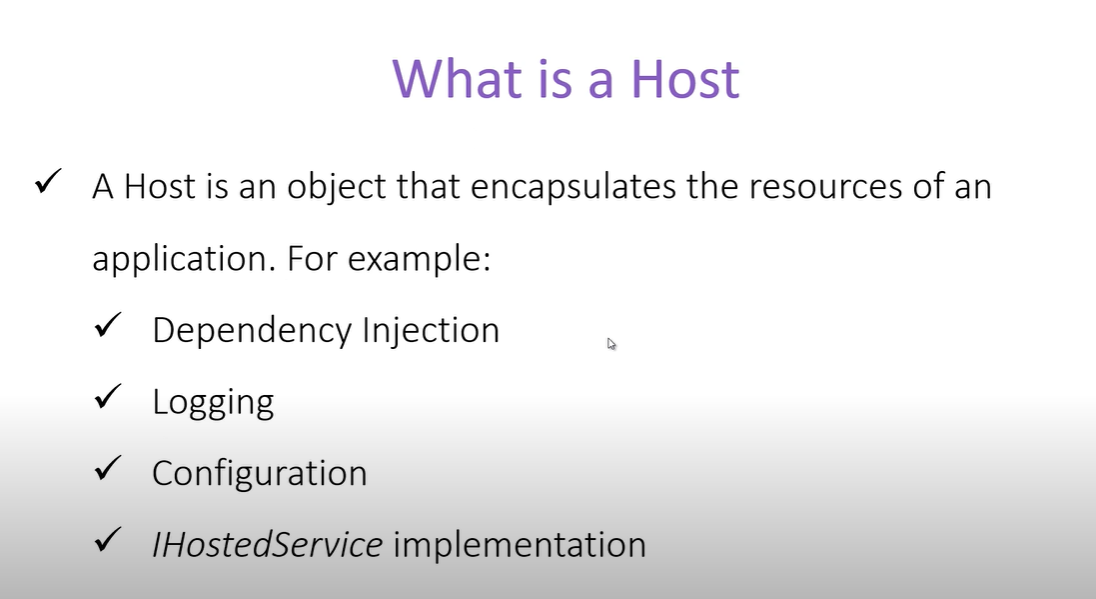 What is a Host
✓ A Host is an object that encapsulates the resources of an
application. For example:
✓ Dependency Injection
✓ Logging
✓ Configuration
✓ IHostedService implementation